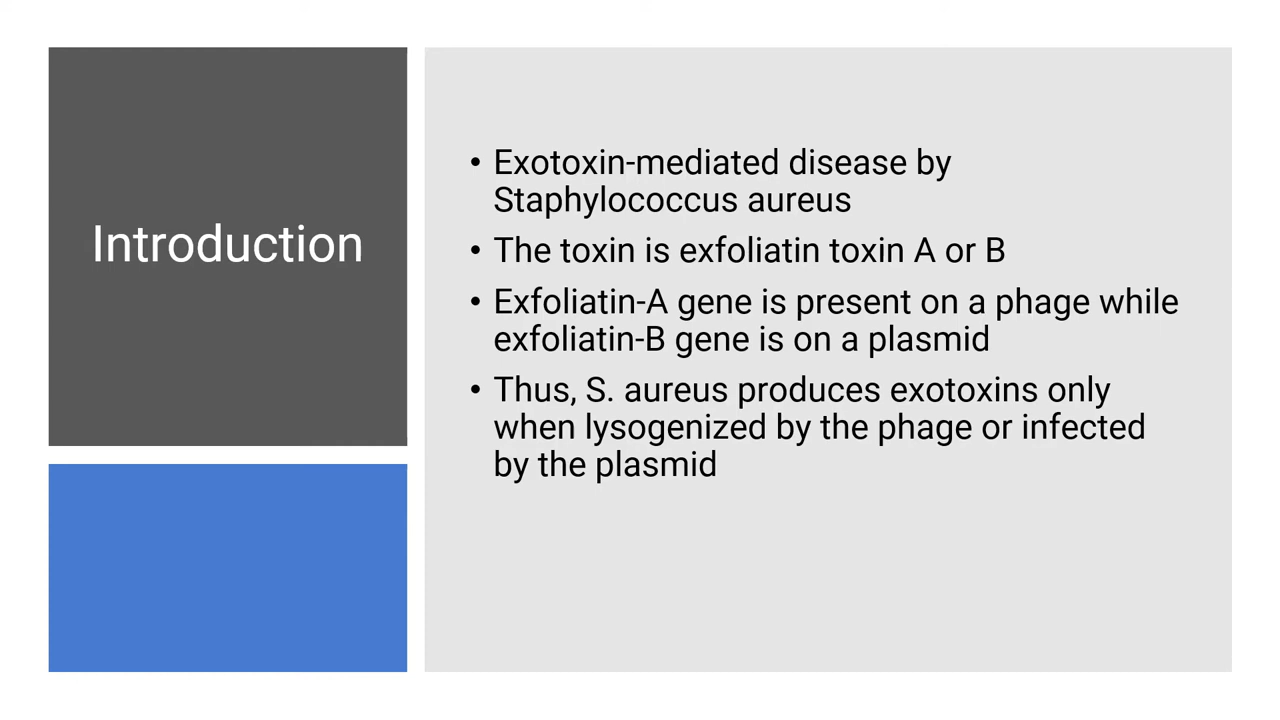 Introduction
• Exotoxin-mediated disease by
Staphylococcus aureus
• The toxin is exfoliatin toxin A or B
• Exfoliatin-A gene is present on a phage while
exfoliatin-B gene is on a plasmid
• Thus, S. aureus produces exotoxins only
when lysogenized by the phage or infected
by the plasmid